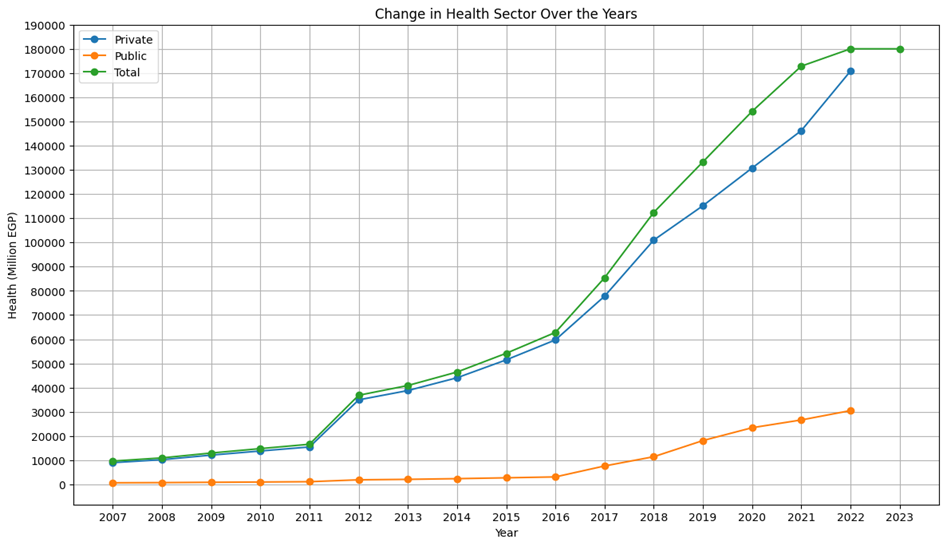 Change in Health Sector Over the Years
190000
180000
170000
160000
150000
140000
130000
120000
110000
100000
90000
80000
70000
60000
50000
40000
30000
20000
10000
0
Health (Million EGP)
Private
Public
Total
2007 2008 2009 2010 2011 2012 2013 2014 2015 2016 2017 2018 2019 2020 2021 2022 2023
Year